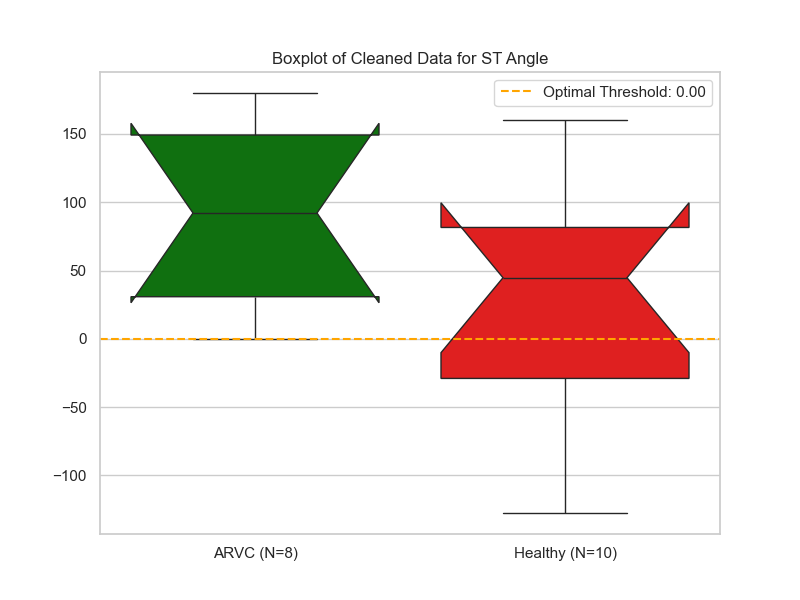 Boxplot of Cleaned Data for ST Angle
Optimal Threshold: 0.00
150
100
50
0
−50
−100
ARVC (N=8)
Healthy (N=10)